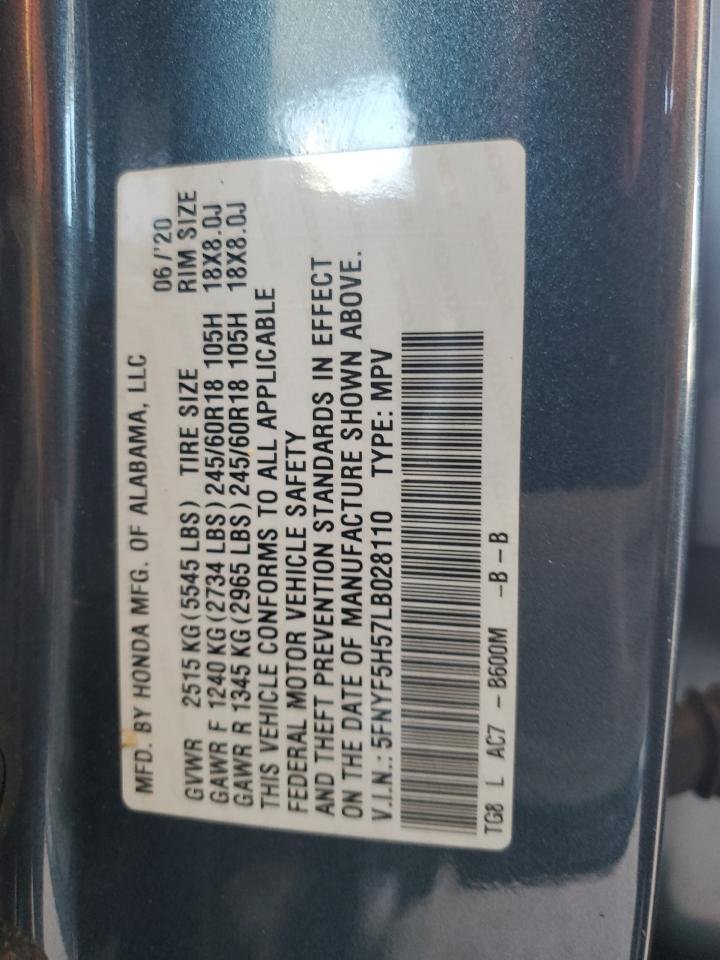 MFD. BY HONDA MFG. OF ALABAMA, LLC 06/'20
GVWR 2515 KG (5545 LBS) TIRE SIZE RIM SIZE
GAWR F 1240 KG (2734 LBS) 245/60R18 105H 18X8.0J
GAWR R 1345 KG (2965 LBS) 245/60R18 105H 18X8.0J
THIS VEHICLE CONFORMS TO ALL APPLICABLE
FEDERAL MOTOR VEHICLE SAFETY
AND THEFT PREVENTION STANDARDS IN EFFECT
ON THE DATE OF MANUFACTURE SHOWN ABOVE.
V.I.N.: 5FNYF5H57LB028110 TYPE: MPV
TG8 L AC7 - B600M -B-B